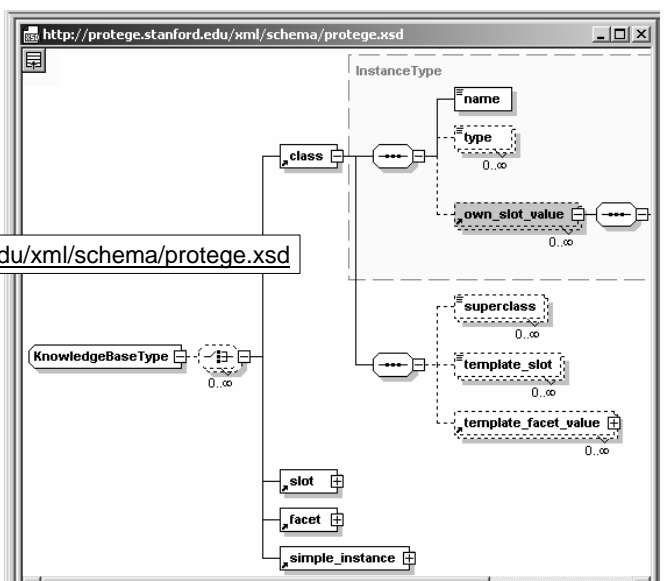 http://protege.stanford.edu/xml/schema/protege.xsd
InstanceType
name
type
0..∞
class
own_slot_value
0..∞
du/xml/schema/protege.xsd
superclass
0..∞
KnowledgeBaseType
0..∞
template_slot
0..∞
template_facet_value
0..∞
slot
facet
simple_instance